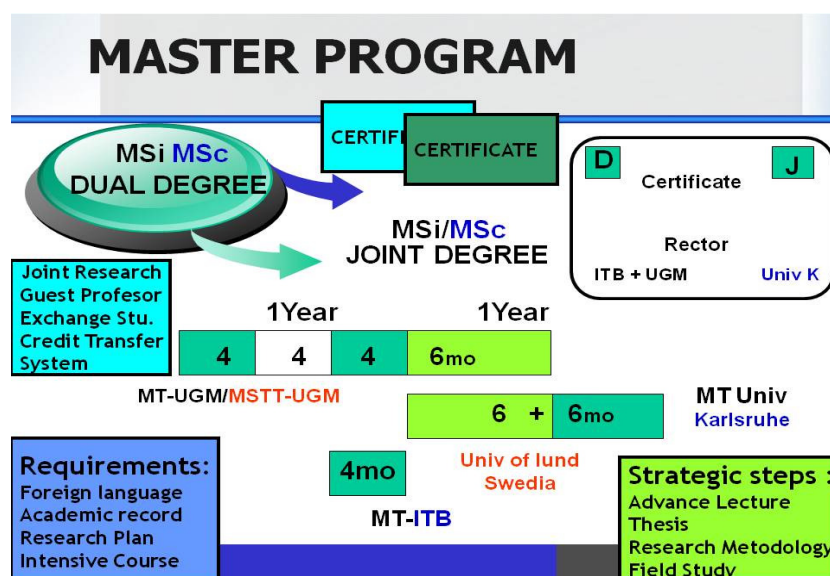 MASTER PROGRAM
MSi MSc
DUAL DEGREE
CERTIFI
CERTIFICATE
MSi/MSc
JOINT DEGREE
D
J
Certificate
Rector
ITB + UGM
Univ K
Joint Research
Guest Profesor
Exchange Stu.
Credit Transfer
System
1Year
1Year
4
4
4
6mo
MT-UGM/MSTT-UGM
6 +
6mo
MT Univ
Karlsruhe
4mo
Univ of lund
Swedia
MT-ITB
Requirements:
Foreign language
Academic record
Research Plan
Intensive Course
Strategic steps :
Advance Lecture
Thesis
Research Metodology
Field Study